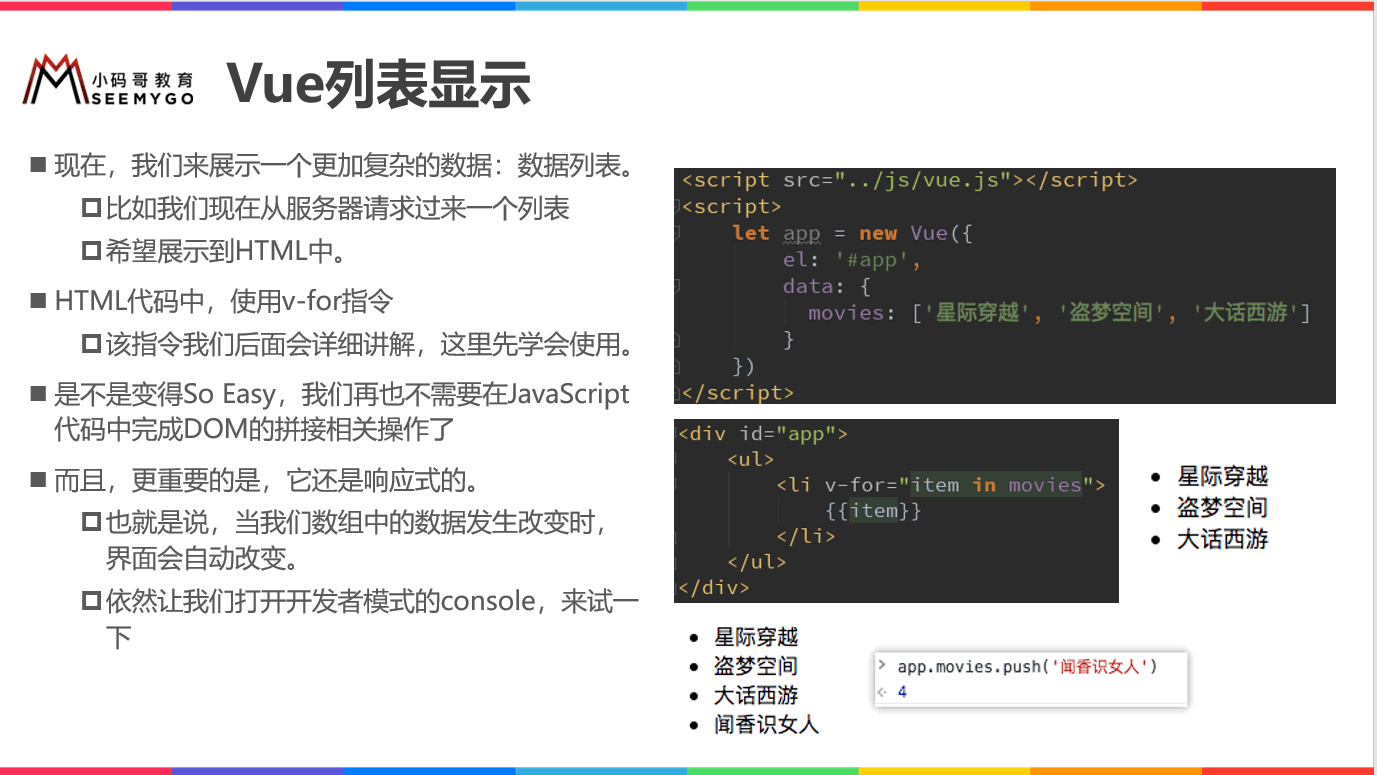 小码哥教育
SEEMYGO
Vue列表显示
现在，我们来展示一个更加复杂的数据：数据列表。
比如我们现在从服务器请求过来一个列表
希望展示到HTML中。
HTML代码中，使用v-for指令
该指令我们后面会详细讲解，这里先学会使用。
是不是变得So Easy，我们再也不需要在JavaScript
代码中完成DOM的拼接相关操作了
而且，更重要的是，它还是响应式的。
也就是说，当我们数组中的数据发生改变时，
界面会自动改变。
依然让我们打开开发者模式的console，来试一
下
<script src="../js/vue.js"></script>
<script>
let app = new Vue({
el: '#app',
data: {
movies: ['星际穿越', '盗梦空间', '大话西游']
}
})
</script>
<div id="app">
<ul>
<li v-for="item in movies">
{{item}}
</li>
</ul>
</div>
星际穿越
盗梦空间
大话西游
星际穿越
盗梦空间
大话西游
闻香识女人
> app.movies.push('闻香识女人')
4